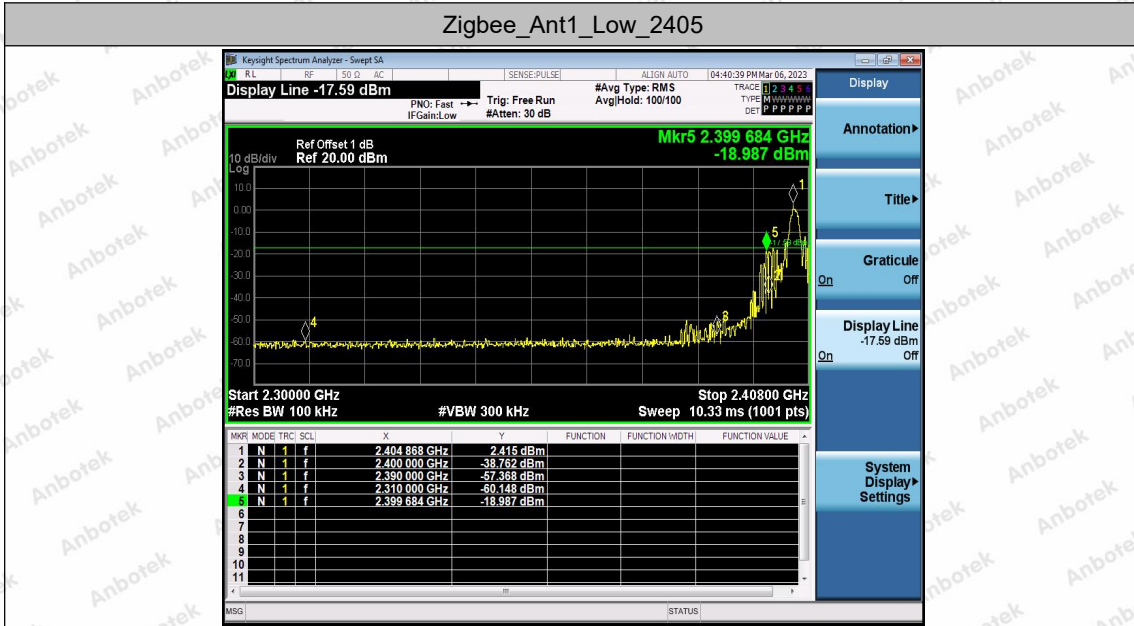 Zigbee_Ant1_Low_2405
Keysight Spectrum Analyzer - Swept SA
RL RF 50 Ω AC SENSE:PULSE ALIGN AUTO 04:40:39 PM Mar 06, 2023
Display Line -17.59 dBm
PNO: Fast
IFGain:Low
Trig: Free Run
#Atten: 30 dB
#Avg Type: RMS
Avg|Hold: 100/100
TRACE 1 2 3 4 5 6
TYPE M W W W W W
DET P P P P P P
Mkr5 2.399 684 GHz
-18.987 dBm
Ref Offset 1 dB
10 dB/div Ref 20.00 dBm
Log
10.0
0.00
-10.0
-20.0
-30.0
-40.0
-50.0
-60.0
-70.0
1
5
-17.59 dBm
2
3
4
Start 2.30000 GHz Stop 2.40800 GHz
#Res BW 100 kHz #VBW 300 kHz Sweep 10.33 ms (1001 pts)
MKR MODE TRC SCL X Y FUNCTION FUNCTION WIDTH FUNCTION VALUE
1 N 1 f 2.404 868 GHz 2.415 dBm
2 N 1 f 2.400 000 GHz -38.762 dBm
3 N 1 f 2.390 000 GHz -57.368 dBm
4 N 1 f 2.310 000 GHz -60.148 dBm
5 N 1 f 2.399 684 GHz -18.987 dBm
6
7
8
9
10
11
MSG STATUS
Display
Annotation
Title
Graticule
On Off
Display Line
-17.59 dBm
On Off
System
Display
Settings
Anbotek